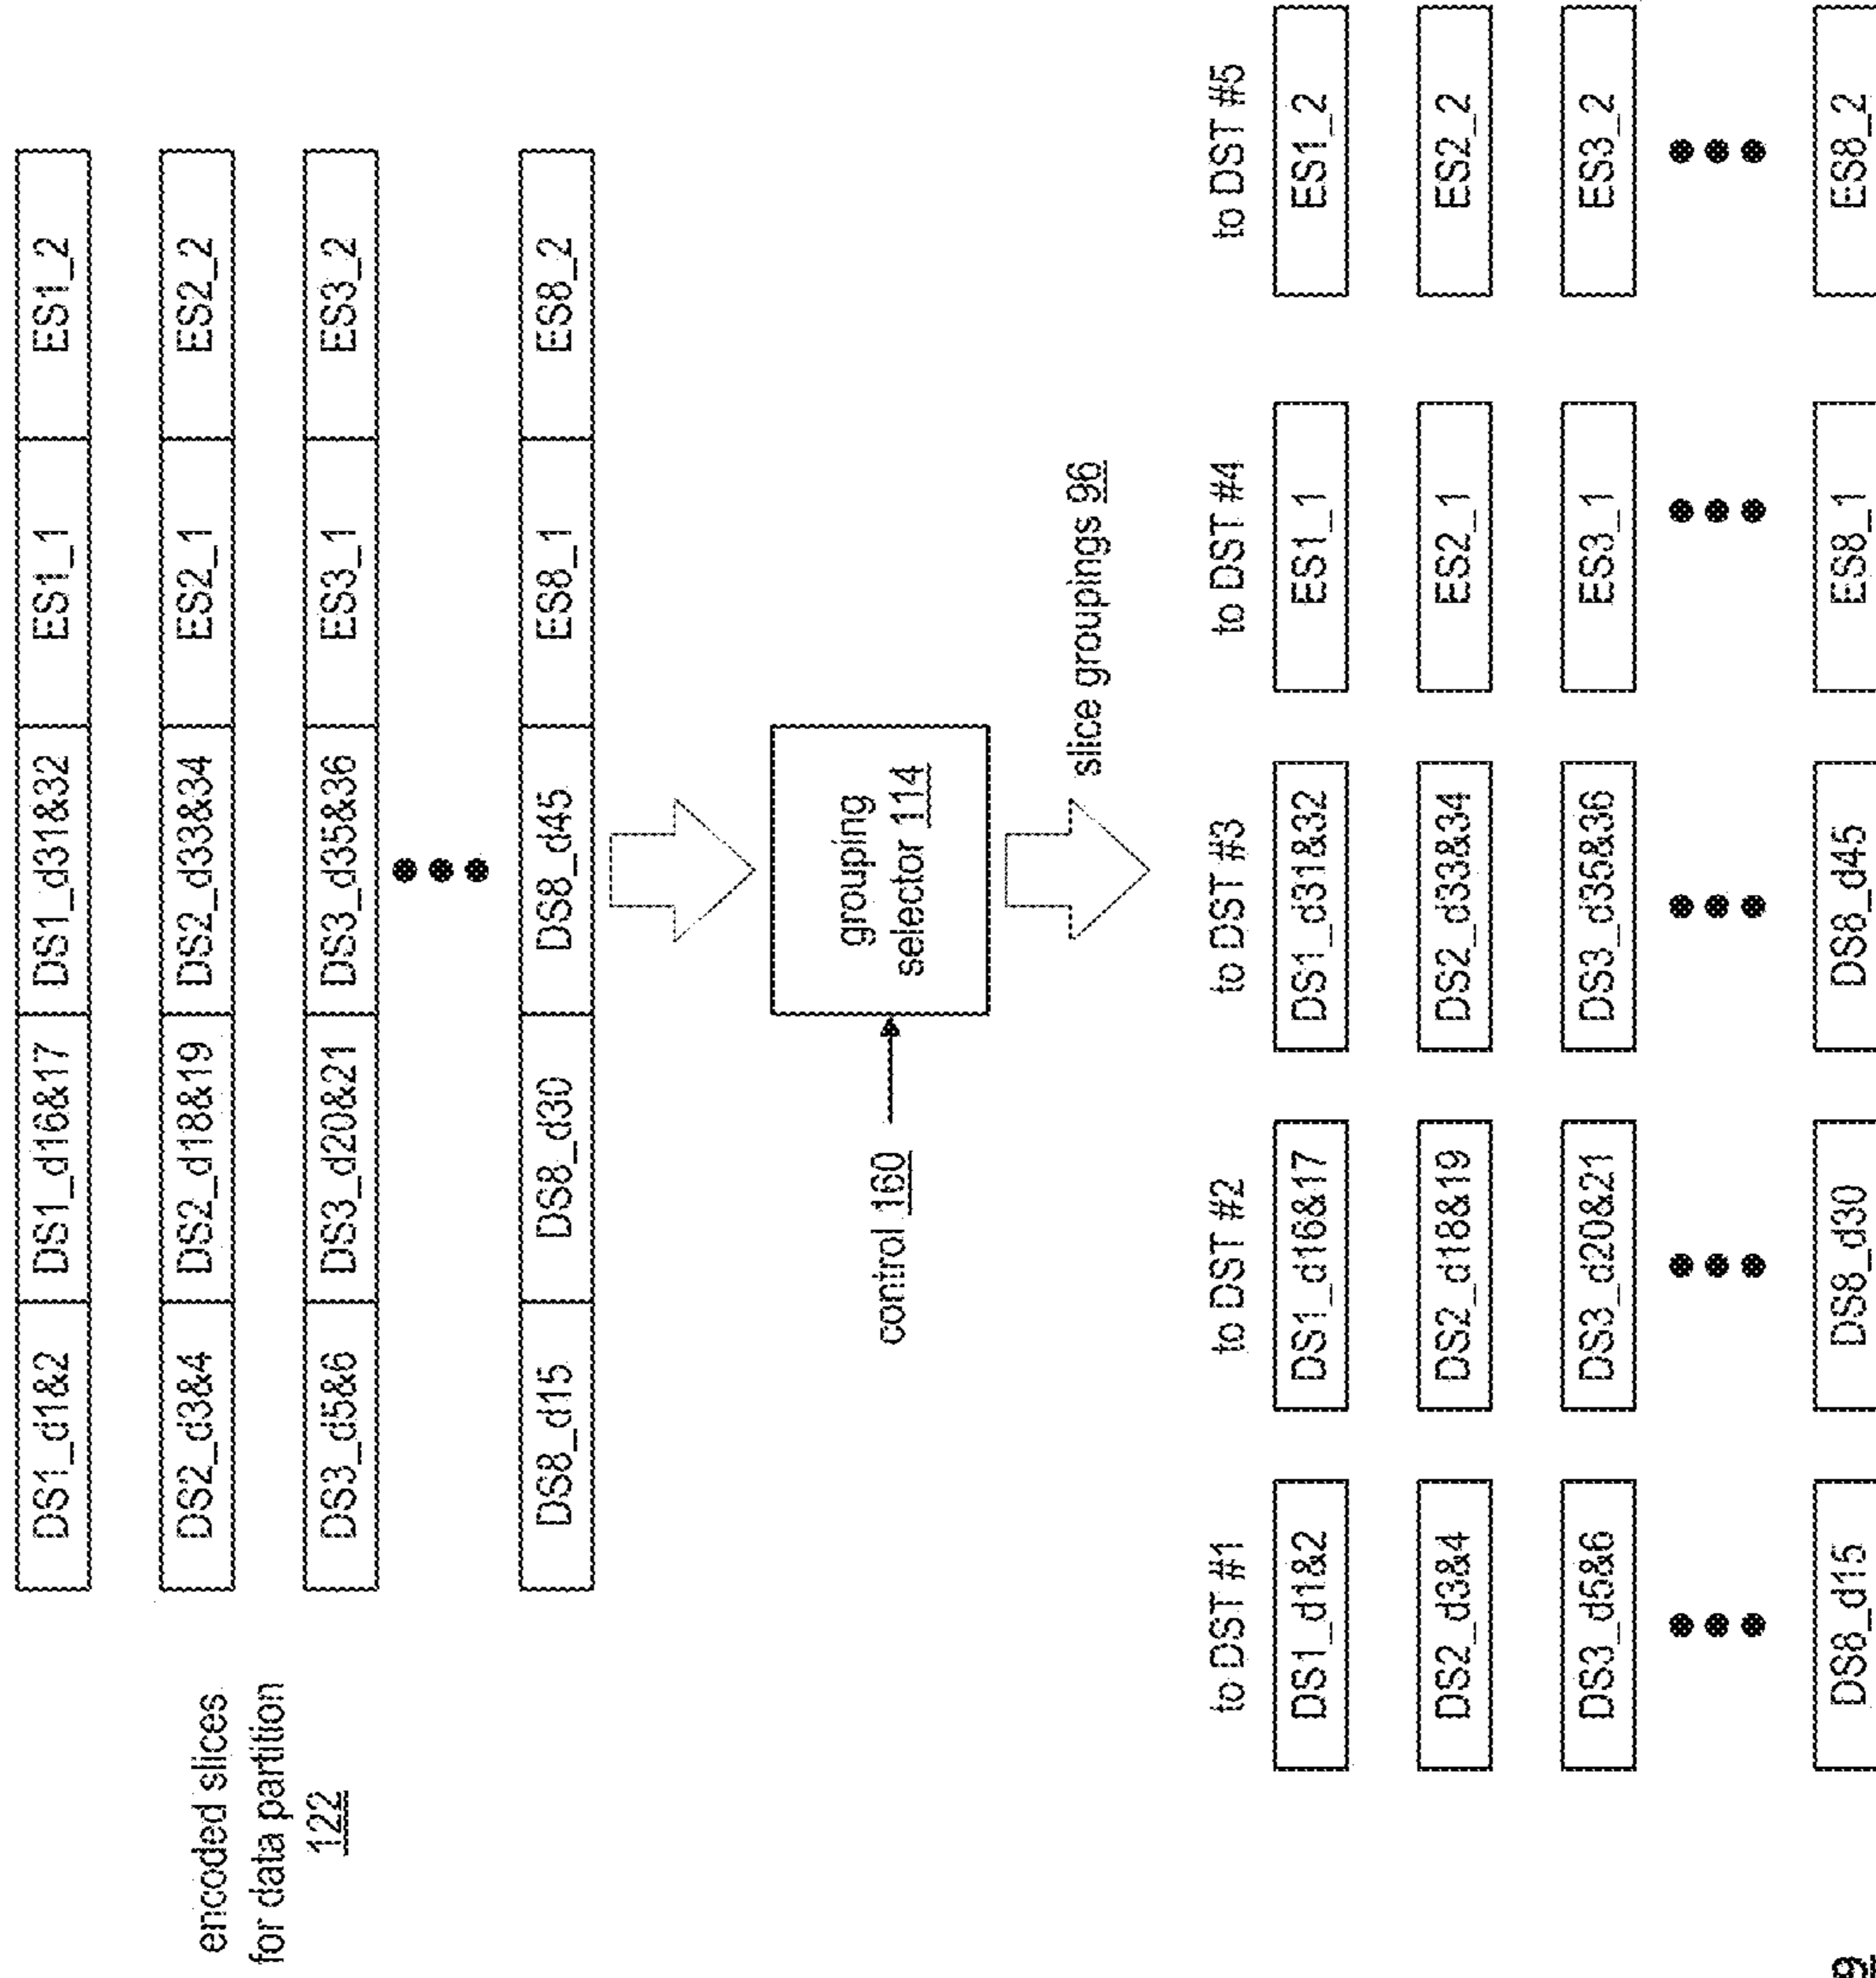 encoded slices
for data partition
122
DS1_d1&2 DS1_d16&17 DS1_d31&32 ES1_1 ES1_2
DS2_d3&4 DS2_d18&19 DS2_d33&34 ES2_1 ES2_2
DS3_d5&6 DS3_d20&21 DS3_d35&36 ES3_1 ES3_2
DS8_d15 DS8_d30 DS8_d45 ES8_1 ES8_2
control 160
grouping
selector 114
slice groupings 96
to DST #1 to DST #2 to DST #3 to DST #4 to DST #5
DS1_d1&2 DS1_d16&17 DS1_d31&32 ES1_1 ES1_2
DS2_d3&4 DS2_d18&19 DS2_d33&34 ES2_1 ES2_2
DS3_d5&6 DS3_d20&21 DS3_d35&36 ES3_1 ES3_2
DS8_d15 DS8_d30 DS8_d45 ES8_1 ES8_2